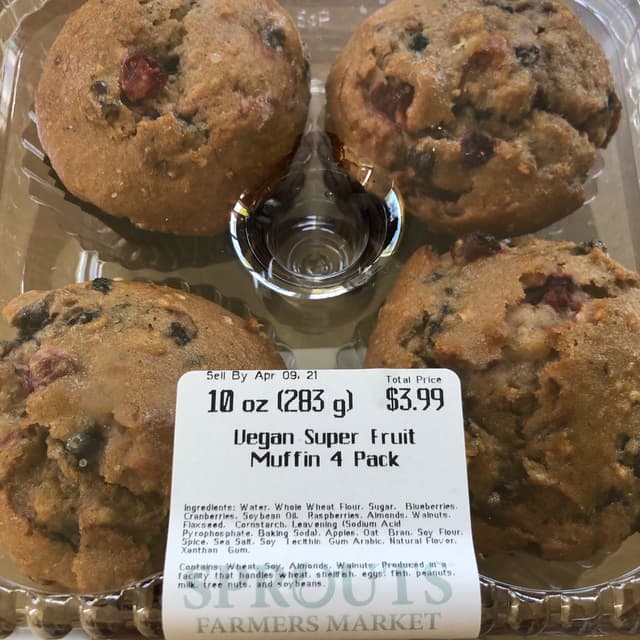 Sell By Apr 09, 21
Total Price
10 oz (283 g) $3.99
Vegan Super Fruit
Muffin 4 Pack
Ingredients: Water, Whole Wheat Flour, Sugar, Blueberries,
Cranberries, Soybean Oil, Raspberries, Almonds, Walnuts,
Flaxseed, Cornstarch, Leavening (Sodium Acid
Pyrophosphate, Baking Soda), Apples, Oat Bran, Soy Flour,
Spice, Sea Salt, Soy Lecithin, Gum Arabic, Natural Flavor,
Xanthan Gum.
Contains: Wheat, Soy, Almonds, Walnuts. Produced in a
facility that handles wheat, shellfish, eggs, fish, peanuts,
milk, tree nuts, and soybeans.
SPROUTS
FARMERS MARKET